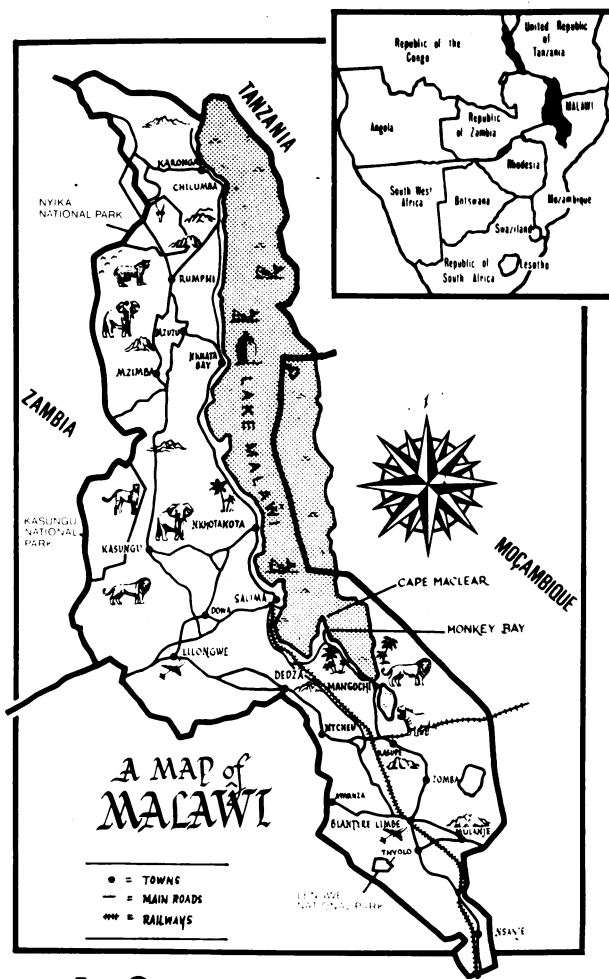 Republic of the
Congo
United Republic
of
Tanzania
MALAWI
Angola
Republic
of Zambia
Rhodesia
South West
Africa
Botswana
Mozambique
Swaziland
Republic of
South Africa
Lesotho
TANZANIA
KARONGA
CHILUMBA
NYIKA
NATIONAL PARK
RUMPHI
MZUZU
NKHATA
BAY
MZIMBA
ZAMBIA
LAKE MALAWI
KASUNGU
NATIONAL
PARK
NKHOTAKOTA
KASUNGU
MOÇAMBIQUE
CAPE MACLEAR
SALIMA
DOWA
MONKEY BAY
LILONGWE
DEDZA
MANGOCHI
NTCHEU
ZOMBA
MWANZA
BLANTYRE LIMBE
MULANJE
THYOLO
LENGWE
NATIONAL PARK
NSANJE
A MAP of
MALAWI
● = TOWNS
— = MAIN ROADS
= RAILWAYS